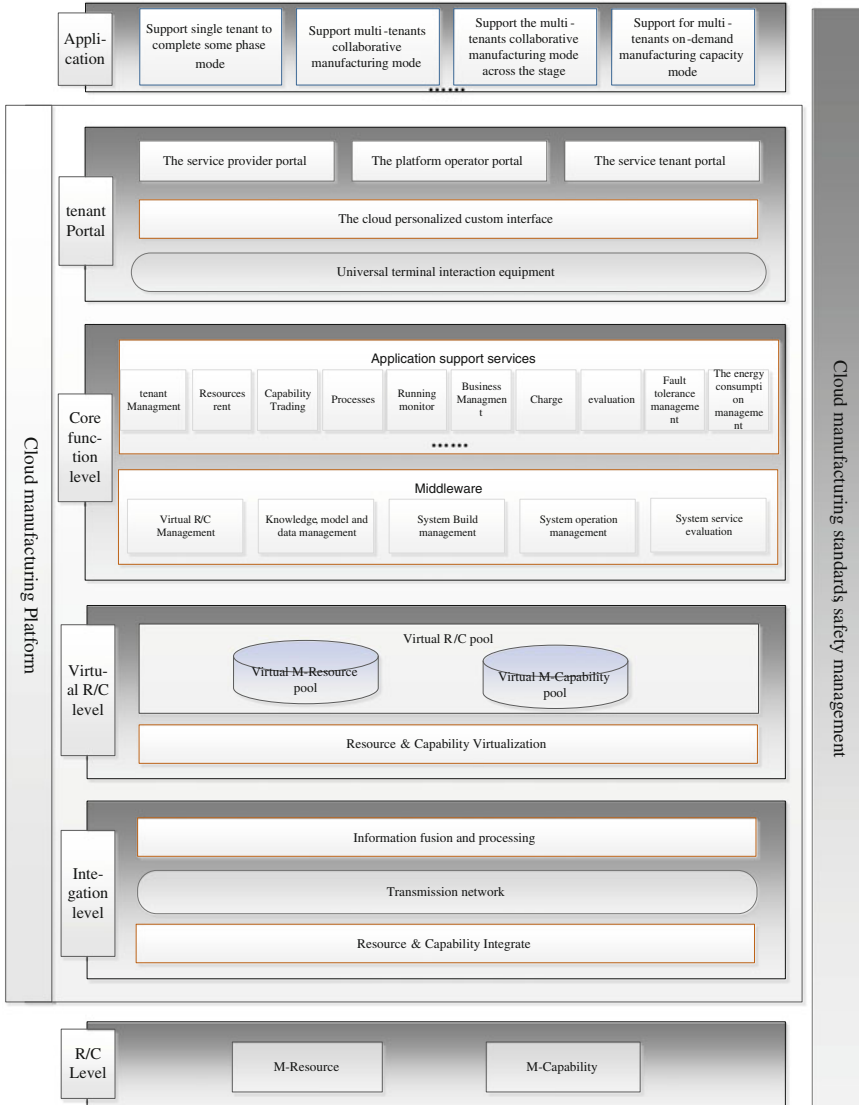 Appli-
cation
Support single tenant to
complete some phase
mode
Support multi-tenants
collaborative
manufacturing mode
Support the multi-
tenants collaborative
manufacturing mode
across the stage
Support for multi-
tenants on-demand
manufacturing capacity
mode
......
Cloud manufacturing Platform
tenant
Portal
The service provider portal
The platform operator portal
The service tenant portal
The cloud personalized custom interface
Universal terminal interaction equipment
Core
func-
tion
level
Application support services
tenant
Managment
Resources
rent
Capability
Trading
Processes
Running
monitor
Business
Managmen
t
Charge
evaluation
Fault
tolerance
manageme
nt
The energy
consumpti
on
manageme
nt
......
Middleware
Virtual R/C
Management
Knowledge, model and
data management
System Build
management
System operation
management
System service
evaluation
Virtu-
al R/C
level
Virtual R/C pool
Virtual M-Resource
pool
Virtual M-Capability
pool
Resource & Capability Virtualization
Inte-
gation
level
Information fusion and processing
Transmission network
Resource & Capability Integrate
R/C
Level
M-Resource
M-Capability
Cloud manufacturing standards, safety management